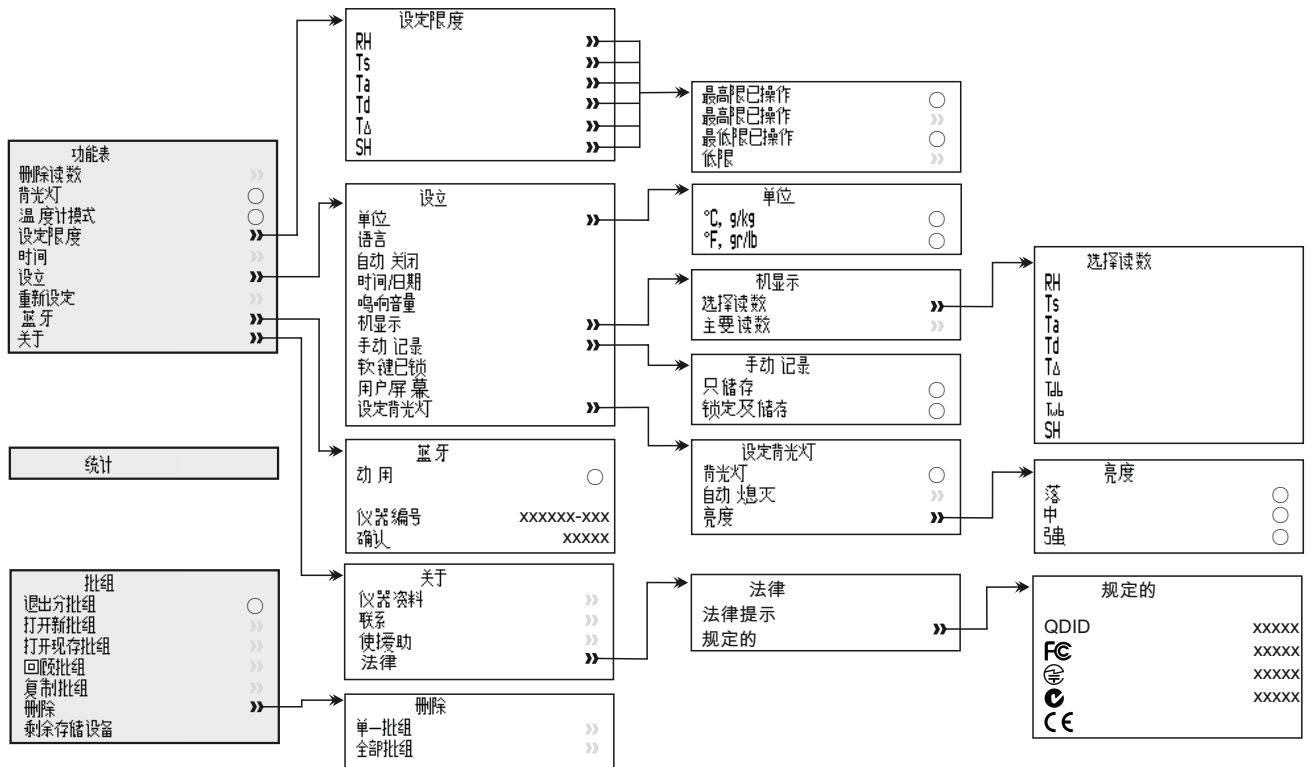 功能表
删除读数
背光灯
温度计模式
设定限度
时间
设立
重新设定
蓝牙
关于
统计
批组
退出分批组
打开新批组
打开现存批组
回顾批组
复制批组
删除
剩余存储设备
设定限度
RH
Ts
Ta
Td
T∆
SH
设立
单位
语言
自动 关闭
时间/日期
鸣响音量
机显示
手动 记录
软键已锁
用户屏幕
设定背光灯
蓝牙
动用
仪器编号 xxxxxx-xxx
确认 xxxxx
关于
仪器资料
联系
使援助
法律
删除
单一批组
全部批组
最高限已操作
最高限已操作
最低限已操作
低限
单位
°C, g/kg
°F, gr/lb
机显示
选择读数
主要读数
手动 记录
只储存
锁定及储存
设定背光灯
背光灯
自动 熄灭
亮度
法律
法律提示
规定的
选择读数
RH
Ts
Ta
Td
T∆
Tdb
Twb
SH
亮度
落
中
强
规定的
QDID xxxxx
FC xxxxx
xxxxx
xxxxx
CE